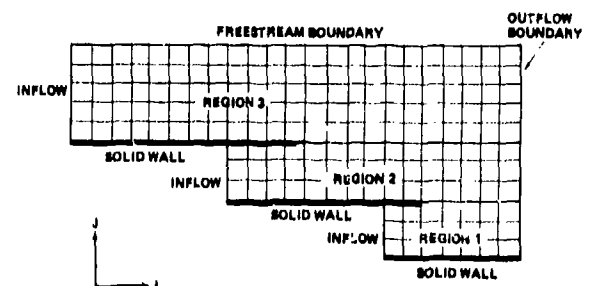 FREESTREAM BOUNDARY
OUTFLOW
BOUNDARY
INFLOW
REGION 3
SOLID WALL
INFLOW
REGION 2
SOLID WALL
INFLOW
REGION 1
SOLID WALL
J
I